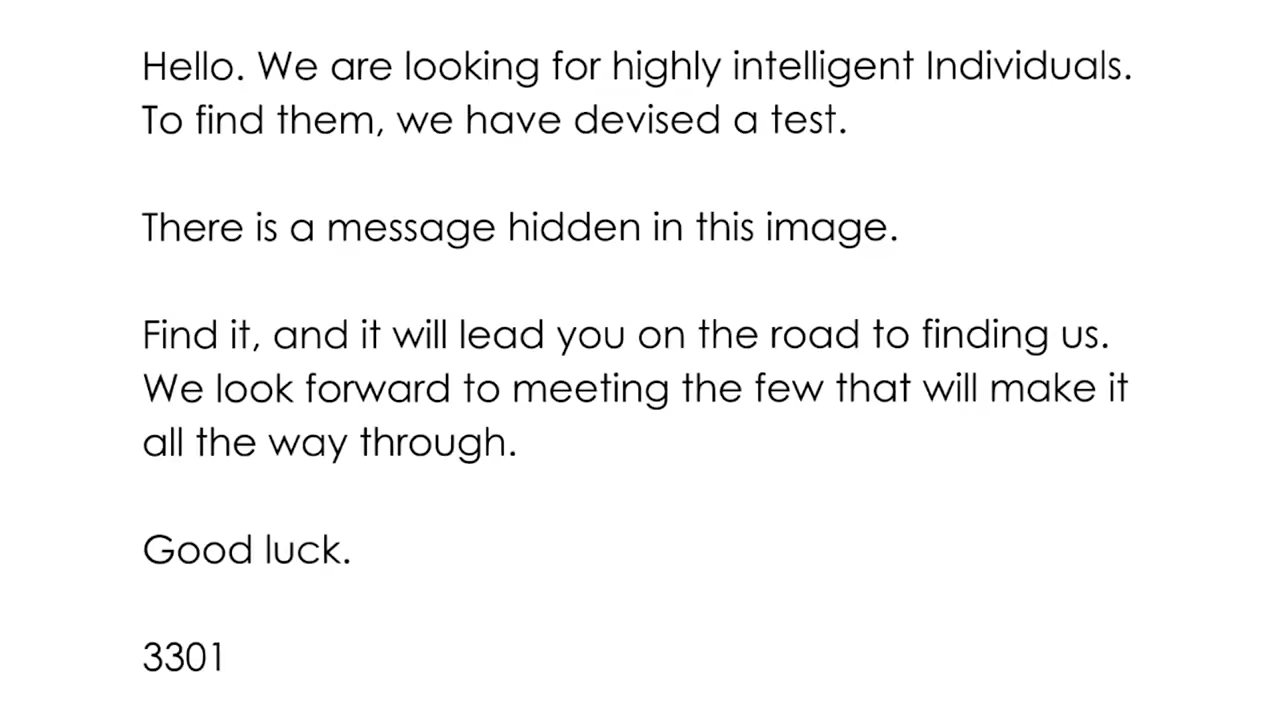 Hello. We are looking for highly intelligent Individuals.
To find them, we have devised a test.
There is a message hidden in this image.
Find it, and it will lead you on the road to finding us.
We look forward to meeting the few that will make it
all the way through.
Good luck.
3301